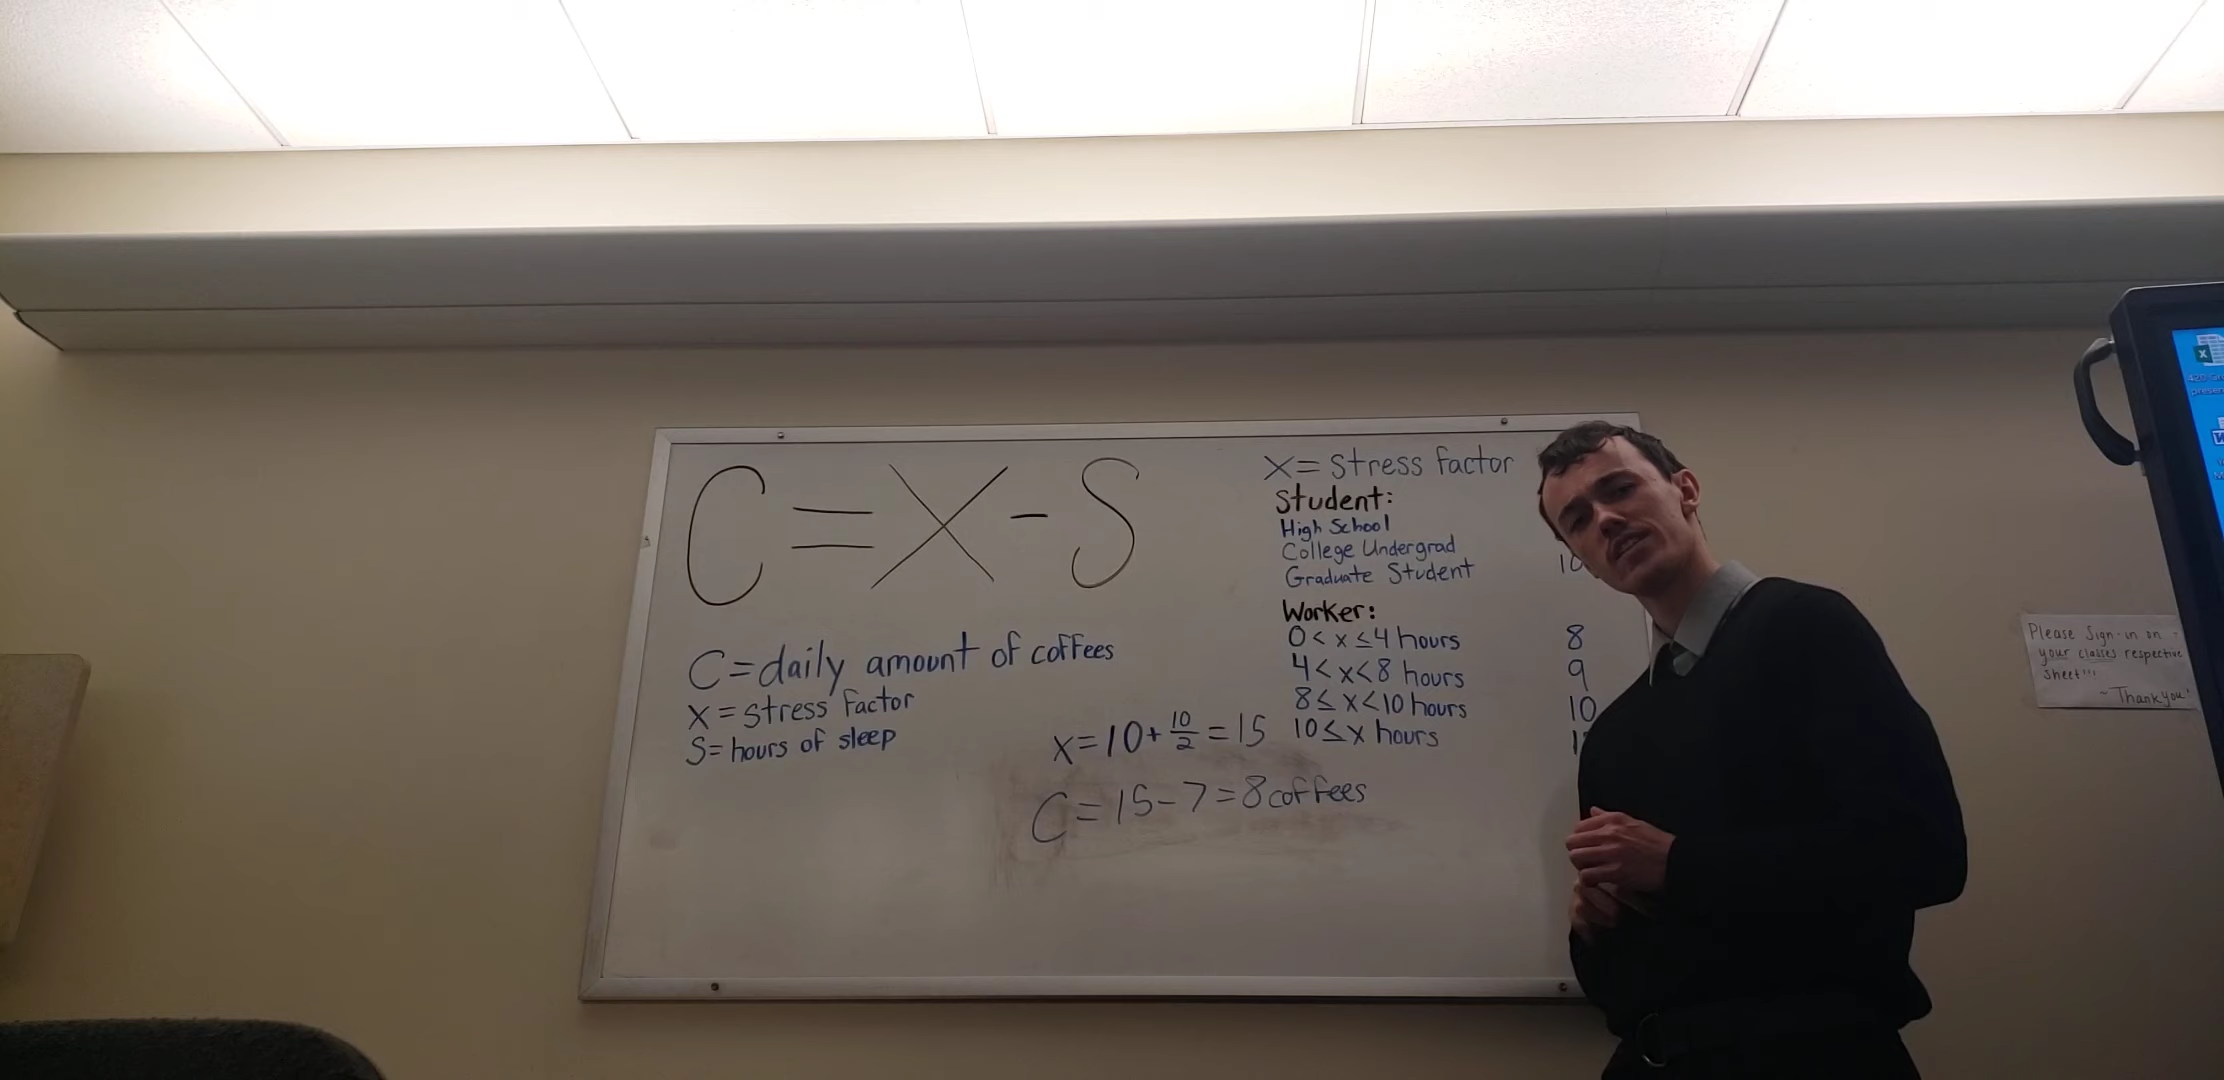 C = X - S
C = daily amount of coffees
X = stress factor
S = hours of sleep
X = 10 + 10/2 = 15
C = 15 - 7 = 8 coffees
X = stress factor
Student:
High School
College Undergrad
Graduate Student
Worker:
0 < x ≤ 4 hours 8
4 < x < 8 hours 9
8 ≤ x < 10 hours 10
10 ≤ x hours
Please Sign-in on
your classes respective
sheet!!!
~ Thank you!